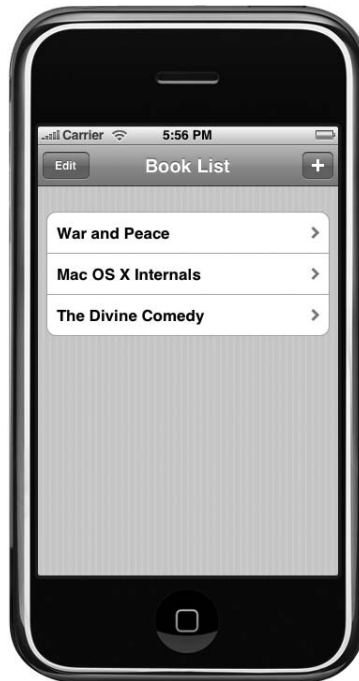 Carrier 5:56 PM
Edit Book List +
War and Peace
Mac OS X Internals
The Divine Comedy